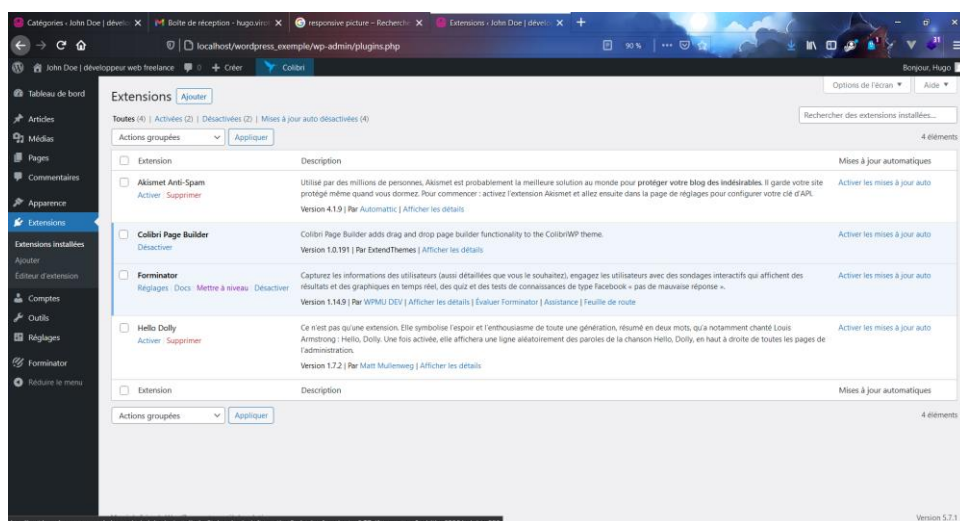 Catégories ‹ John Doe | dévelo
Boîte de réception - hugo.viro
responsive picture – Recherche
Extensions ‹ John Doe | dévelo
localhost/wordpress_exemple/wp-admin/plugins.php
90 %
31
John Doe | développeur web freelance
0
Créer
Colibri
Bonjour, Hugo
Tableau de bord
Articles
Médias
Pages
Commentaires
Apparence
Extensions
Extensions installées
Ajouter
Éditeur d'extension
Comptes
Outils
Réglages
Forminator
Réduire le menu
Options de l'écran
Aide
Extensions
Ajouter
Toutes (4) | Activées (2) | Désactivées (2) | Mises à jour auto désactivées (4)
Rechercher des extensions installées...
Actions groupées
Appliquer
4 éléments
Extension
Description
Mises à jour automatiques
Akismet Anti-Spam
Activer | Supprimer
Utilisé par des millions de personnes, Akismet est probablement la meilleure solution au monde pour protéger votre blog des indésirables. Il garde votre site
protégé même quand vous dormez. Pour commencer : activez l'extension Akismet et allez ensuite dans la page de réglages pour configurer votre clé d'API.
Version 4.1.9 | Par Automattic | Afficher les détails
Activer les mises à jour auto
Colibri Page Builder
Désactiver
Colibri Page Builder adds drag and drop page builder functionality to the ColibriWP theme.
Version 1.0.191 | Par ExtendThemes | Afficher les détails
Activer les mises à jour auto
Forminator
Réglages | Docs | Mettre à niveau | Désactiver
Capturez les informations des utilisateurs (aussi détaillées que vous le souhaitez), engagez les utilisateurs avec des sondages interactifs qui affichent des
résultats et des graphiques en temps réel, des quiz et des tests de connaissances de type Facebook « pas de mauvaise réponse ».
Version 1.14.9 | Par WPMU DEV | Afficher les détails | Évaluer Forminator | Assistance | Feuille de route
Activer les mises à jour auto
Hello Dolly
Activer | Supprimer
Ce n'est pas qu'une extension. Elle symbolise l'espoir et l'enthousiasme de toute une génération, résumé en deux mots, qu'a notamment chanté Louis
Armstrong : Hello, Dolly. Une fois activée, elle affichera une ligne aléatoirement des paroles de la chanson Hello, Dolly, en haut à droite de toutes les pages de
l'administration.
Version 1.7.2 | Par Matt Mullenweg | Afficher les détails
Activer les mises à jour auto
Extension
Description
Mises à jour automatiques
Actions groupées
Appliquer
4 éléments
Version 5.7.1